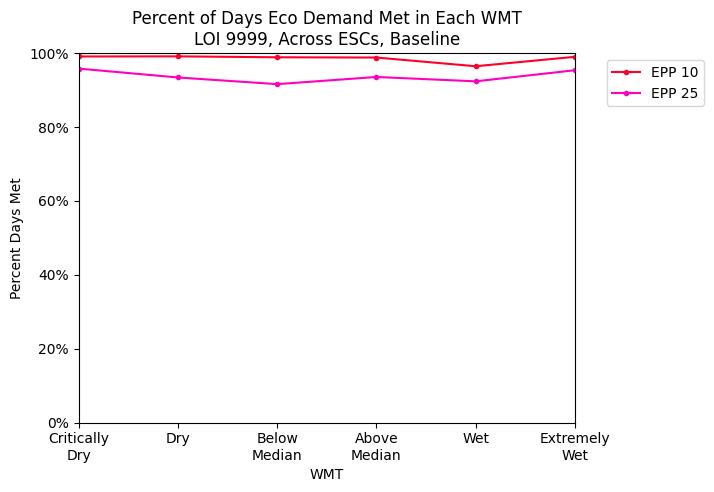 Percent of Days Eco Demand Met in Each WMT
LOI 9999, Across ESCs, Baseline
100%
80%
60%
40%
20%
0%
Percent Days Met
Critically
Dry
Dry
Below
Median
Above
Median
Wet
Extremely
Wet
WMT
EPP 10
EPP 25